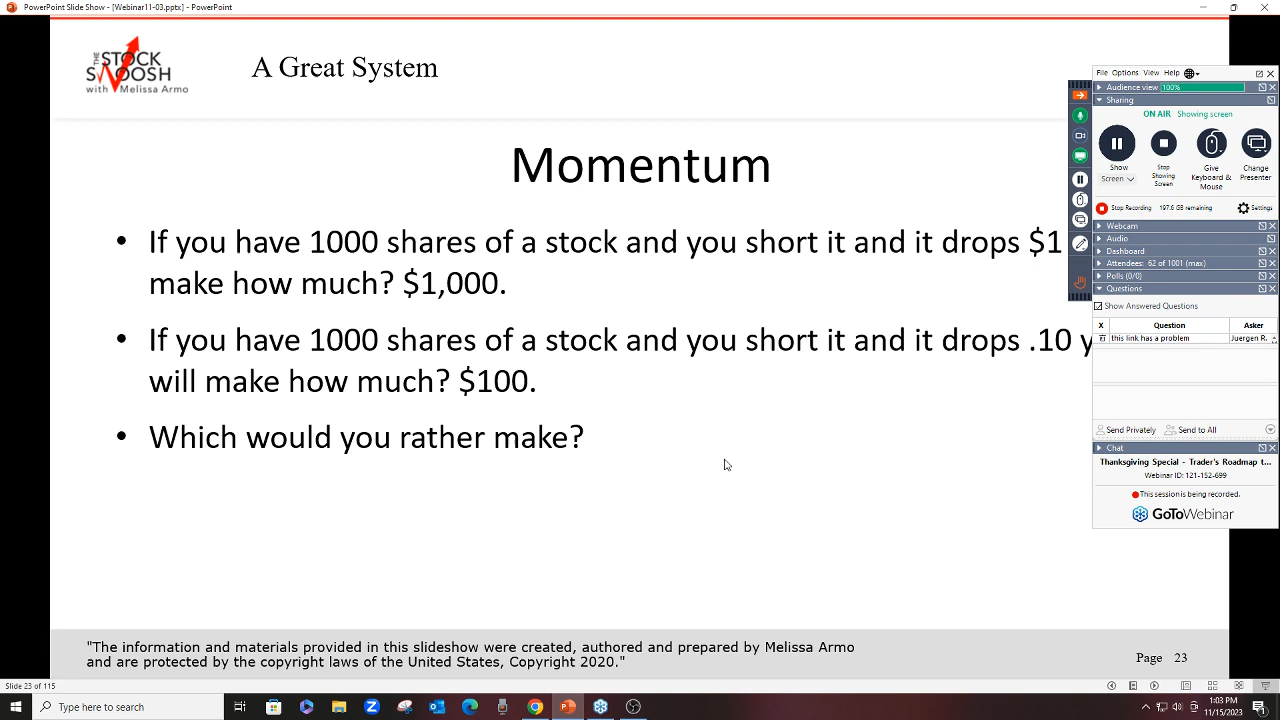 PowerPoint Slide Show - [Webinar11-03.pptx] - PowerPoint
THE STOCK
SWOOSH
with Melissa Armo
A Great System
Momentum
• If you have 1000 shares of a stock and you short it and it drops $1
make how much? $1,000.
• If you have 1000 shares of a stock and you short it and it drops .10 y
will make how much? $100.
• Which would you rather make?
"The information and materials provided in this slideshow were created, authored and prepared by Melissa Armo
and are protected by the copyright laws of the United States, Copyright 2020."
Page 23
File Options View Help
Audience view 100%
Sharing
ON AIR Showing screen
Show
Screen
Stop
Showing
Screen
Give
Keyboard &
Mouse
Change
Presenter
Stop Recording 197.6 GB remaining Settings
Webcam
Audio
Dashboard
Attendees: 62 of 1001 (max)
Polls (0/0)
Questions
Show Answered Questions
X Question Asker
this link has a problem Juergen R.
Send Privately Send to All
Chat
Thanksgiving Special - Trader's Roadmap t...
Webinar ID: 121-152-699
This session is being recorded.
GoToWebinar
Slide 23 of 115
Type here to search
1:03 PM
11/15/2023